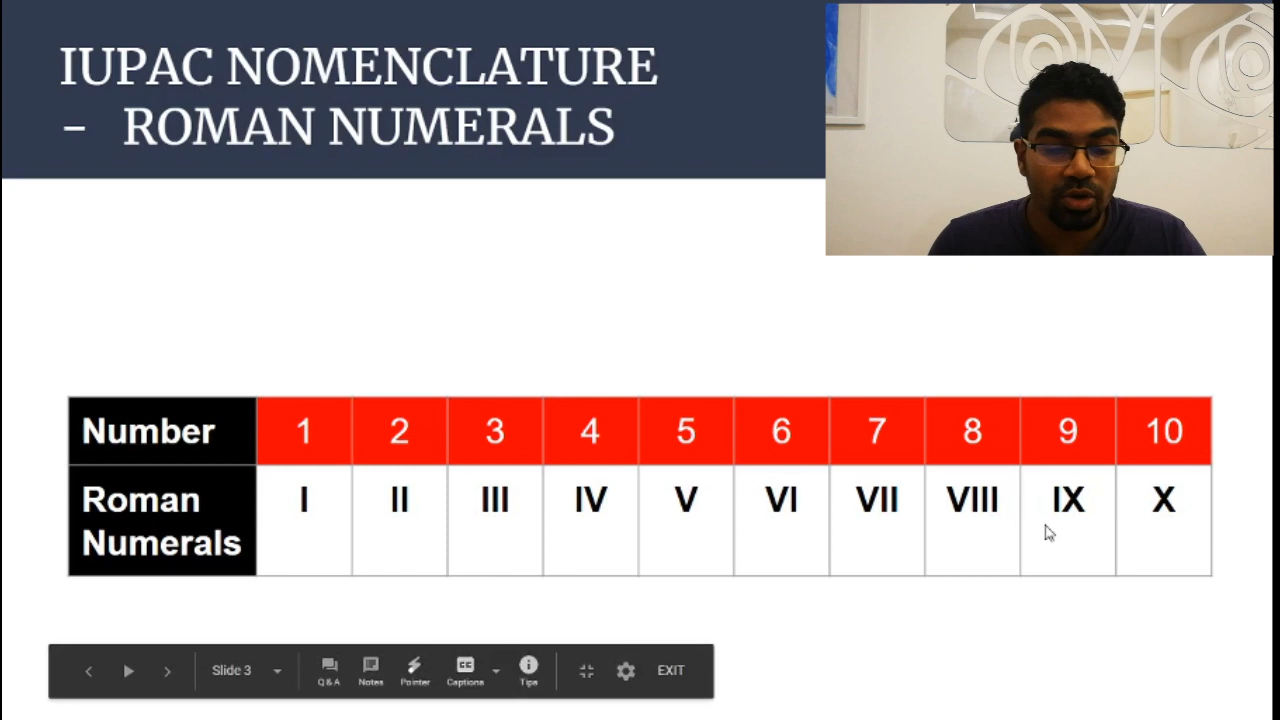 IUPAC NOMENCLATURE
- ROMAN NUMERALS
Number 1 2 3 4 5 6 7 8 9 10
Roman Numerals I II III IV V VI VII VIII IX X
Slide 3 Q&A Notes Pointer CC Captions Tips EXIT